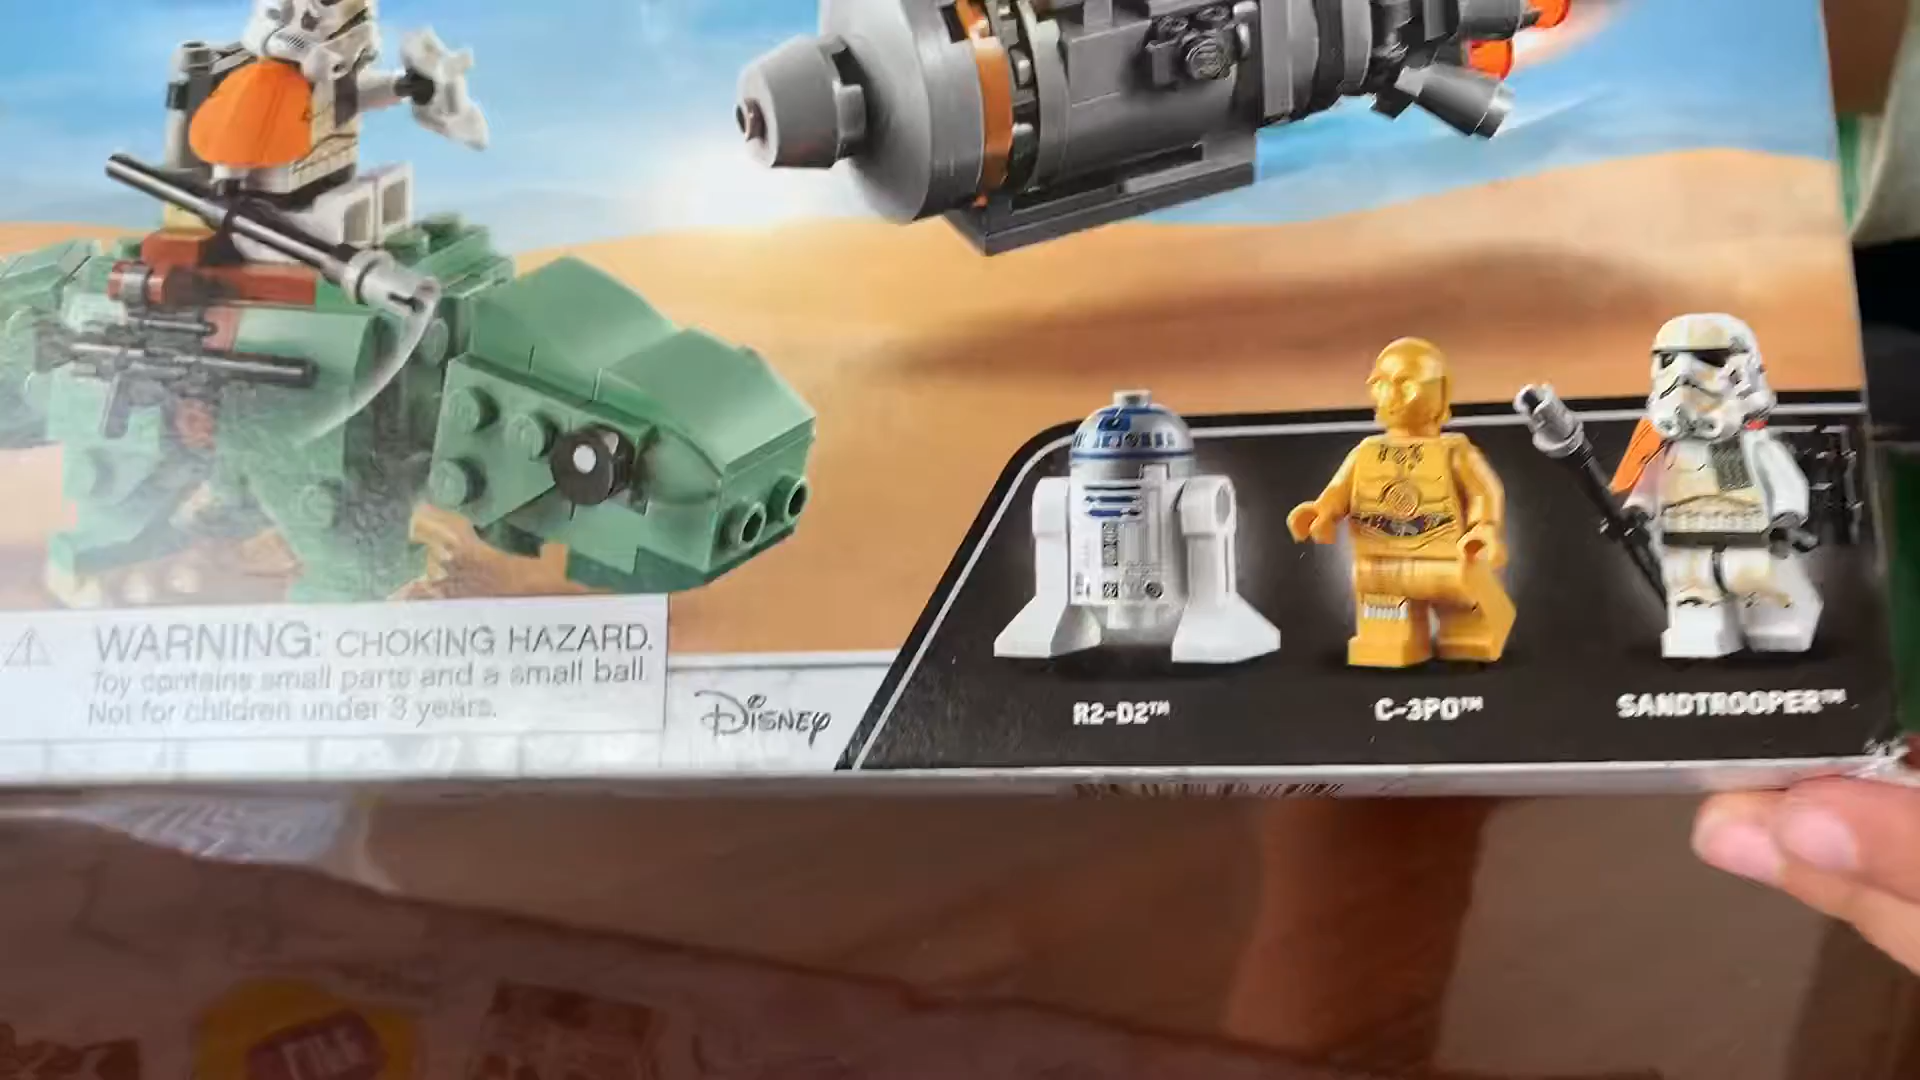 WARNING: CHOKING HAZARD.
Toy contains small parts and a small ball.
Not for children under 3 years.
DISNEY
R2-D2™
C-3PO™
SANDTROOPER™